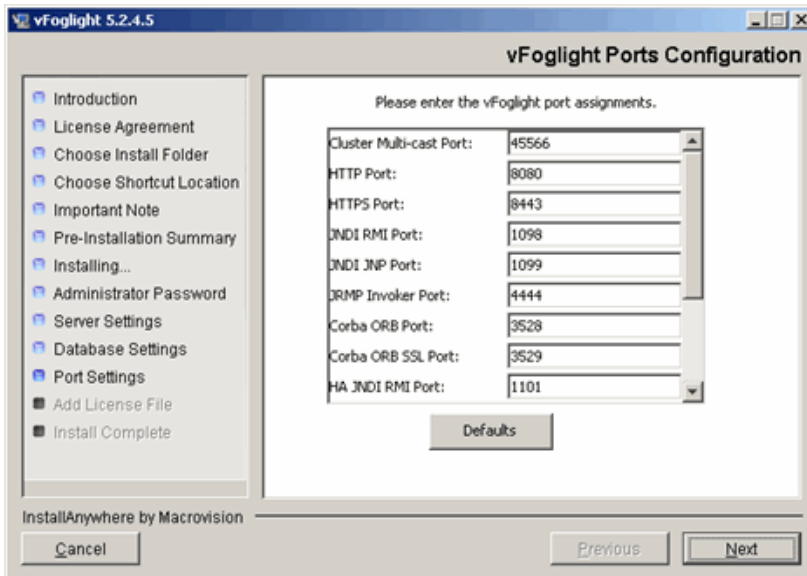 vFoglight 5.2.4.5
vFoglight Ports Configuration
Introduction
License Agreement
Choose Install Folder
Choose Shortcut Location
Important Note
Pre-Installation Summary
Installing...
Administrator Password
Server Settings
Database Settings
Port Settings
Add License File
Install Complete
Please enter the vFoglight port assignments.
Cluster Multi-cast Port: 45566
HTTP Port: 8080
HTTPS Port: 8443
JNDI RMI Port: 1098
JNDI JNP Port: 1099
JRMP Invoker Port: 4444
Corba ORB Port: 3528
Corba ORB SSL Port: 3529
HA JNDI RMI Port: 1101
Defaults
InstallAnywhere by Macrovision
Cancel Previous Next